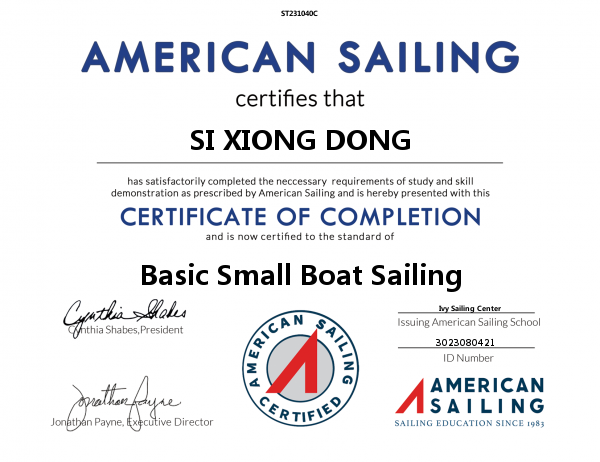 ST231040C
AMERICAN SAILING
certifies that
SI XIONG DONG
has satisfactorily completed the neccessary requirements of study and skill
demonstration as prescribed by American Sailing and is hereby presented with this
CERTIFICATE OF COMPLETION
and is now certified to the standard of
Basic Small Boat Sailing
Cynthia Shabes
Cynthia Shabes,President
Jonathan Payne
Jonathan Payne, Executive Director
AMERICAN SAILING
CERTIFIED
Ivy Sailing Center
Issuing American Sailing School
3023080421
ID Number
AMERICAN
SAILING
SAILING EDUCATION SINCE 1983